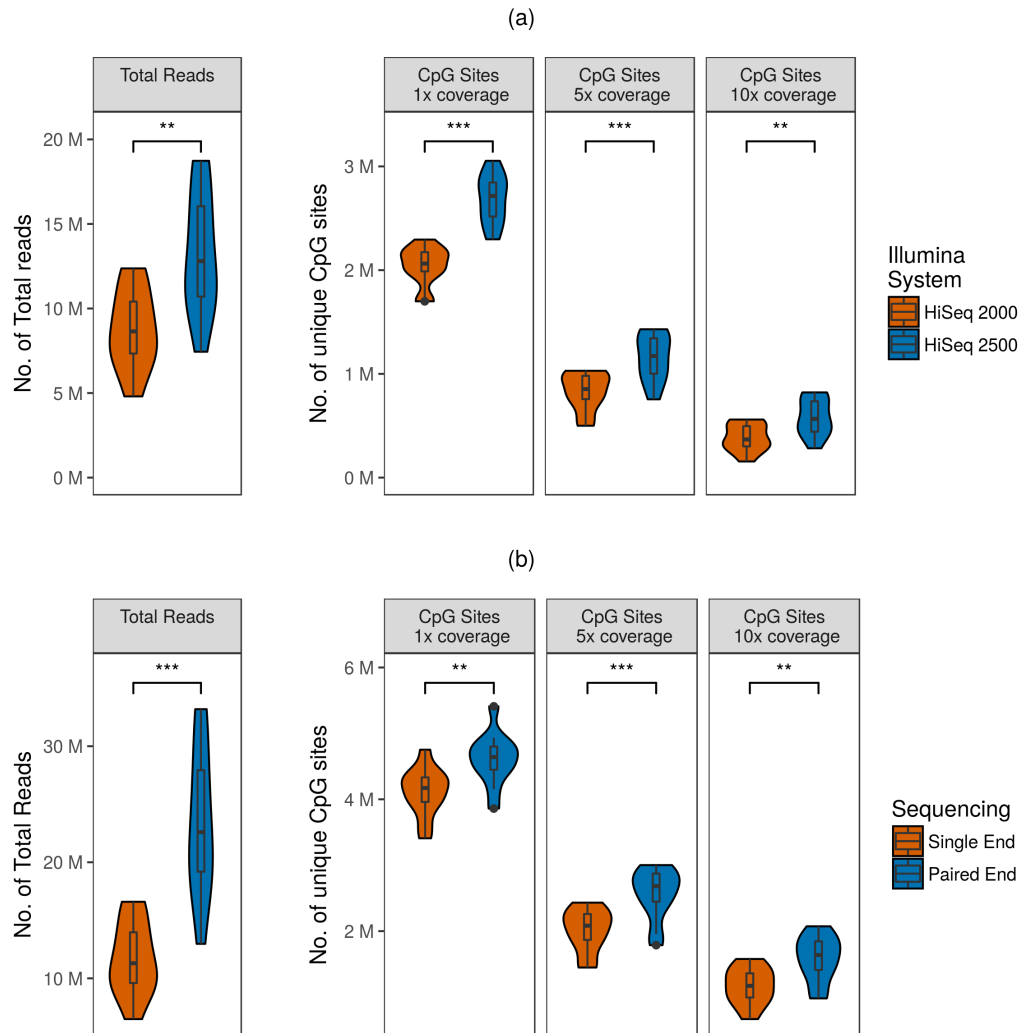 (a)
Total Reads
CpG Sites
1x coverage
CpG Sites
5x coverage
CpG Sites
10x coverage
**
***
***
**
No. of Total reads
20 M
15 M
10 M
5 M
0 M
No. of unique CpG sites
3 M
2 M
1 M
0 M
Illumina
System
HiSeq 2000
HiSeq 2500
(b)
Total Reads
CpG Sites
1x coverage
CpG Sites
5x coverage
CpG Sites
10x coverage
***
**
***
**
No. of Total Reads
30 M
20 M
10 M
No. of unique CpG sites
6 M
4 M
2 M
Sequencing
Single End
Paired End